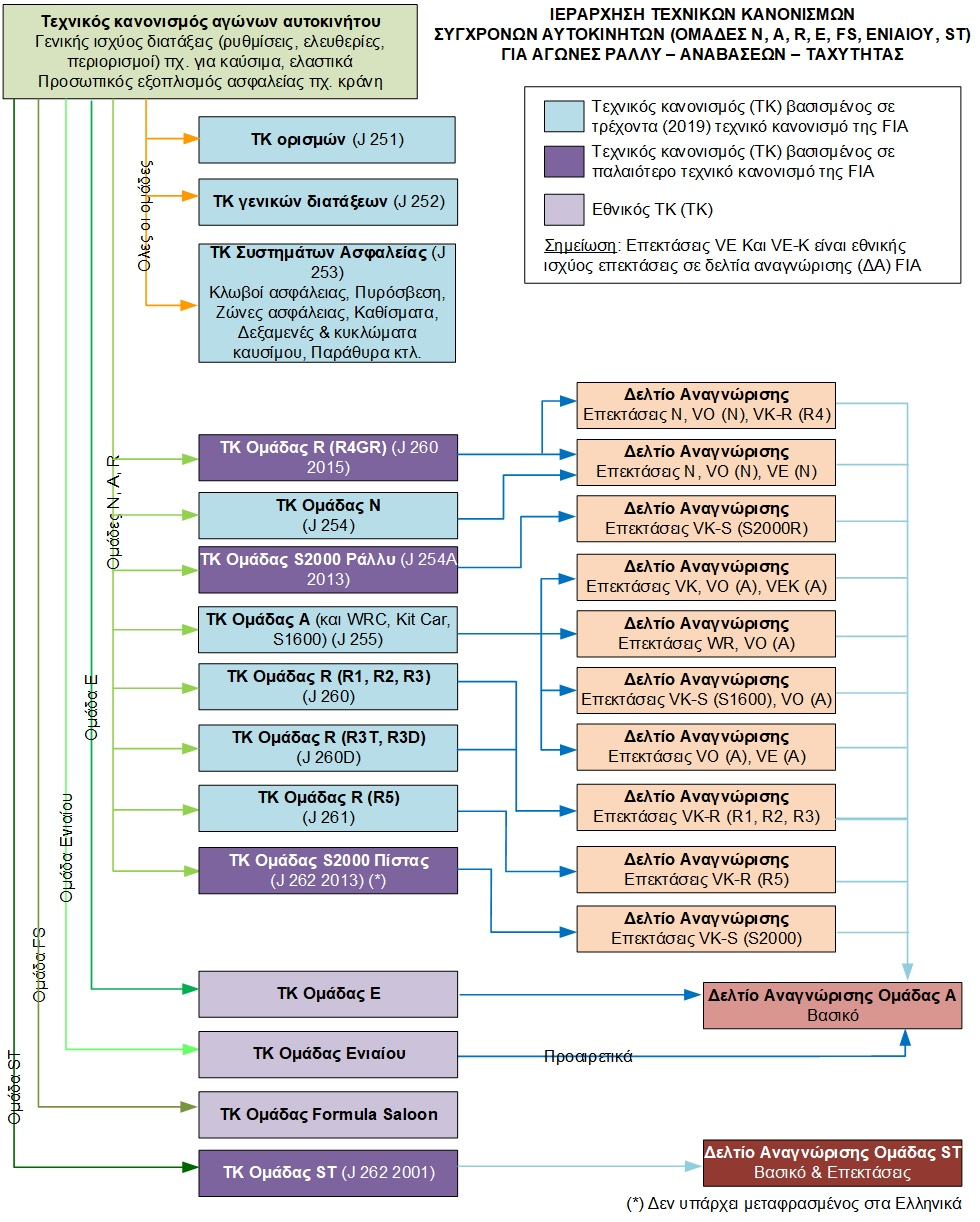 Τεχνικός κανονισμός αγώνων αυτοκινήτου
Γενικής ισχύος διατάξεις (ρυθμίσεις, ελευθερίες,
περιορισμοί) πχ. για καύσιμα, ελαστικά
Προσωπικός εξοπλισμός ασφαλείας πχ. κράνη
ΙΕΡΑΡΧΗΣΗ ΤΕΧΝΙΚΩΝ ΚΑΝΟΝΙΣΜΩΝ
ΣΥΓΧΡΟΝΩΝ ΑΥΤΟΚΙΝΗΤΩΝ (ΟΜΑΔΕΣ N, A, R, E, FS, ΕΝΙΑΙΟΥ, ST)
ΓΙΑ ΑΓΩΝΕΣ ΡΑΛΛΥ – ΑΝΑΒΑΣΕΩΝ – ΤΑΧΥΤΗΤΑΣ
Τεχνικός κανονισμός (ΤΚ) βασισμένος σε
τρέχοντα (2019) τεχνικό κανονισμό της FIA
Τεχνικός κανονισμός (ΤΚ) βασισμένος σε
παλαιότερο τεχνικό κανονισμό της FIA
Εθνικός ΤΚ (ΤΚ)
Σημείωση: Επεκτάσεις VE Και VE-K είναι εθνικής
ισχύος επεκτάσεις σε δελτία αναγνώρισης (ΔΑ) FIA
Όλες οι ομάδες
ΤΚ ορισμών (J 251)
ΤΚ γενικών διατάξεων (J 252)
ΤΚ Συστημάτων Ασφαλείας (J
253)
Κλωβοί ασφάλειας, Πυρόσβεση,
Ζώνες ασφάλειας, Καθίσματα,
Δεξαμενές & κυκλώματα
καυσίμου, Παράθυρα κτλ.
Ομάδες N, A, R
ΤΚ Ομάδας R (R4GR) (J 260
2015)
ΤΚ Ομάδας N
(J 254)
ΤΚ Ομάδας S2000 Ράλλυ (J 254A
2013)
ΤΚ Ομάδας Α (και WRC, Kit Car,
S1600) (J 255)
ΤΚ Ομάδας R (R1, R2, R3)
(J 260)
ΤΚ Ομάδας R (R3T, R3D)
(J 260D)
ΤΚ Ομάδας R (R5)
(J 261)
ΤΚ Ομάδας S2000 Πίστας
(J 262 2013) (*)
Δελτίο Αναγνώρισης
Επεκτάσεις N, VO (N), VK-R (R4)
Δελτίο Αναγνώρισης
Επεκτάσεις N, VO (N), VE (N)
Δελτίο Αναγνώρισης
Επεκτάσεις VK-S (S2000R)
Δελτίο Αναγνώρισης
Επεκτάσεις VK, VO (A), VEK (A)
Δελτίο Αναγνώρισης
Επεκτάσεις WR, VO (A)
Δελτίο Αναγνώρισης
Επεκτάσεις VK-S (S1600), VO (A)
Δελτίο Αναγνώρισης
Επεκτάσεις VO (A), VE (A)
Δελτίο Αναγνώρισης
Επεκτάσεις VK-R (R1, R2, R3)
Δελτίο Αναγνώρισης
Επεκτάσεις VK-R (R5)
Δελτίο Αναγνώρισης
Επεκτάσεις VK-S (S2000)
Ομάδα Ε
Ομάδα Ενιαίου
Ομάδα FS
Ομάδα ST
ΤΚ Ομάδας Ε
ΤΚ Ομάδας Ενιαίου
Προαιρετικά
ΤΚ Ομάδας Formula Saloon
ΤΚ Ομάδας ST (J 262 2001)
Δελτίο Αναγνώρισης Ομάδας Α
Βασικό
Δελτίο Αναγνώρισης Ομάδας ST
Βασικό & Επεκτάσεις
(*) Δεν υπάρχει μεταφρασμένος στα Ελληνικά